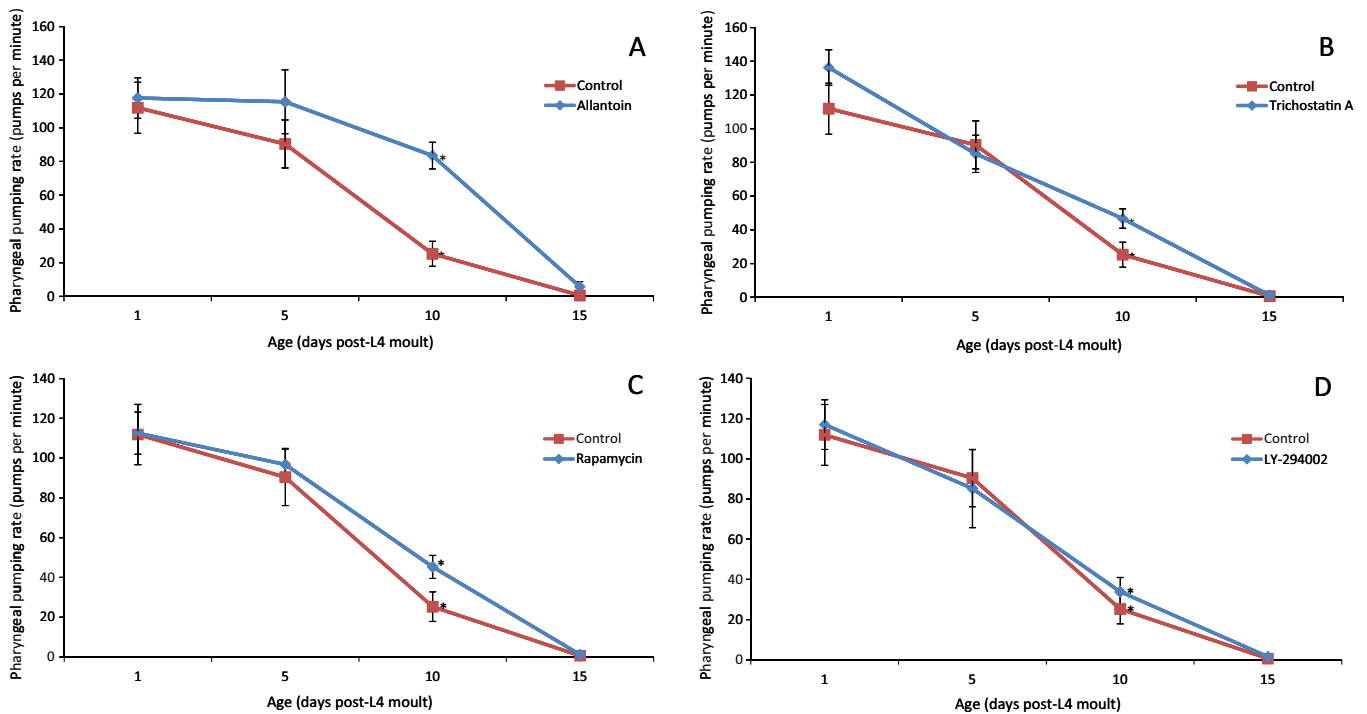 A
Pharyngeal pumping rate (pumps per minute)
160
140
120
100
80
60
40
20
0
Control
Allantoin
*
*
1 5 10 15
Age (days post-L4 moult)
B
Pharyngeal pumping rate (pumps per minute)
160
140
120
100
80
60
40
20
0
Control
Trichostatin A
*
*
1 5 10 15
Age (days post-L4 moult)
C
Pharyngeal pumping rate (pumps per minute)
140
120
100
80
60
40
20
0
Control
Rapamycin
*
*
1 5 10 15
Age (days post-L4 moult)
D
Pharyngeal pumping rate (pumps per minute)
140
120
100
80
60
40
20
0
Control
LY-294002
*
*
1 5 10 15
Age (days post-L4 moult)